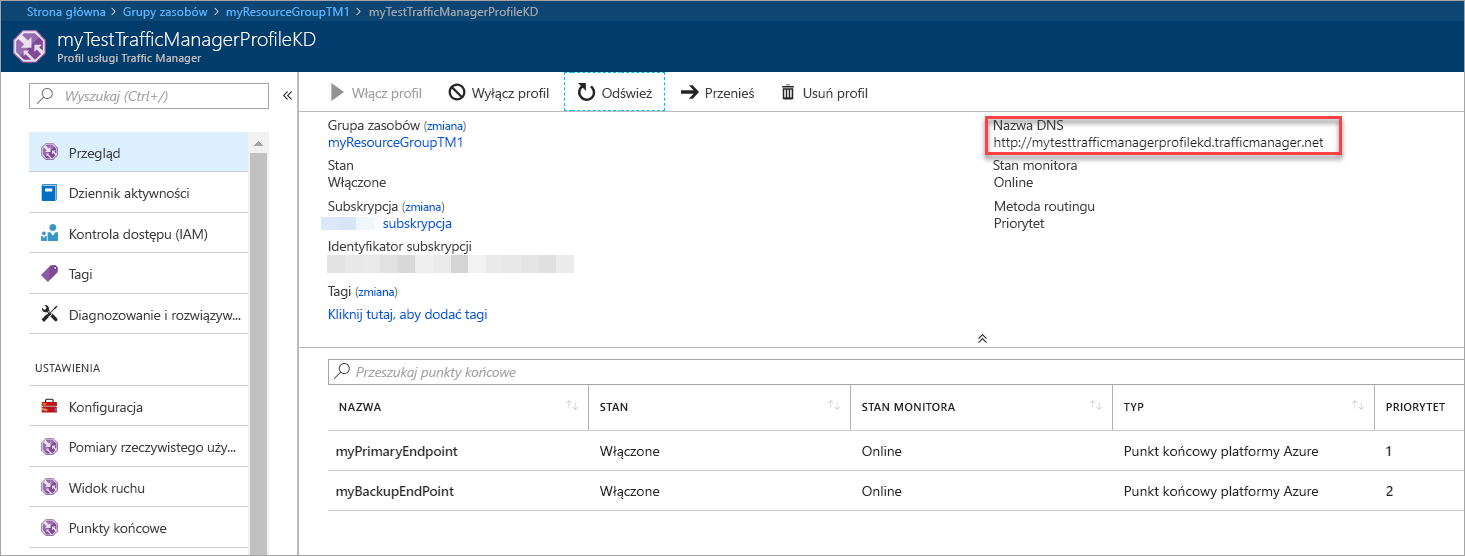 Strona główna > Grupy zasobów > myResourceGroupTM1 > myTestTrafficManagerProfileKD
myTestTrafficManagerProfileKD
Profil usługi Traffic Manager
Wyszukaj (Ctrl+/)
Przegląd
Dziennik aktywności
Kontrola dostępu (IAM)
Tagi
Diagnozowanie i rozwiązyw...
USTAWIENIA
Konfiguracja
Pomiary rzeczywistego uży...
Widok ruchu
Punkty końcowe
Włącz profil Wyłącz profil Odśwież Przenieś Usuń profil
Grupa zasobów (zmiana)
myResourceGroupTM1
Stan
Włączone
Subskrypcja (zmiana)
subskrypcja
Identyfikator subskrypcji
Tagi (zmiana)
Kliknij tutaj, aby dodać tagi
Nazwa DNS
http://mytesttrafficmanagerprofilekd.trafficmanager.net
Stan monitora
Online
Metoda routingu
Priorytet
Przeszukaj punkty końcowe
NAZWA STAN STAN MONITORA TYP PRIORYTET
myPrimaryEndpoint Włączone Online Punkt końcowy platformy Azure 1
myBackupEndPoint Włączone Online Punkt końcowy platformy Azure 2